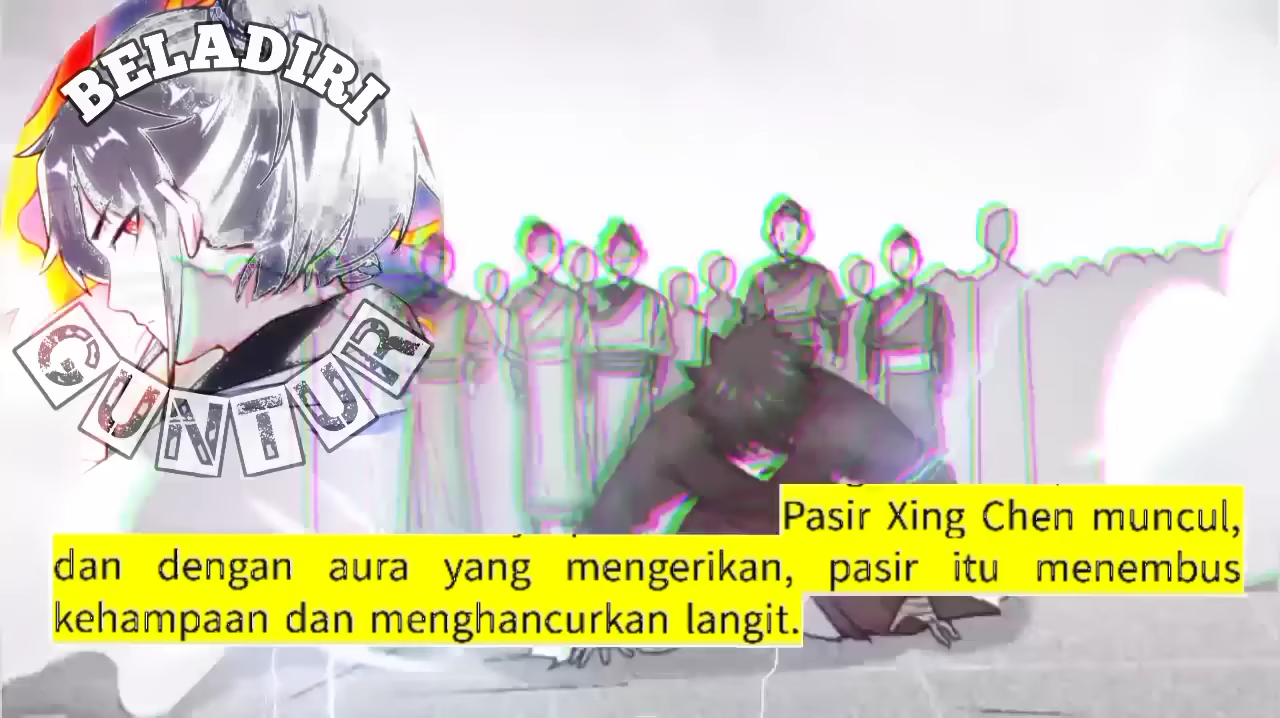 BELADIRI
GUNTUR
Pasir Xing Chen muncul,
dan dengan aura yang mengerikan, pasir itu menembus
kehampaan dan menghancurkan langit.